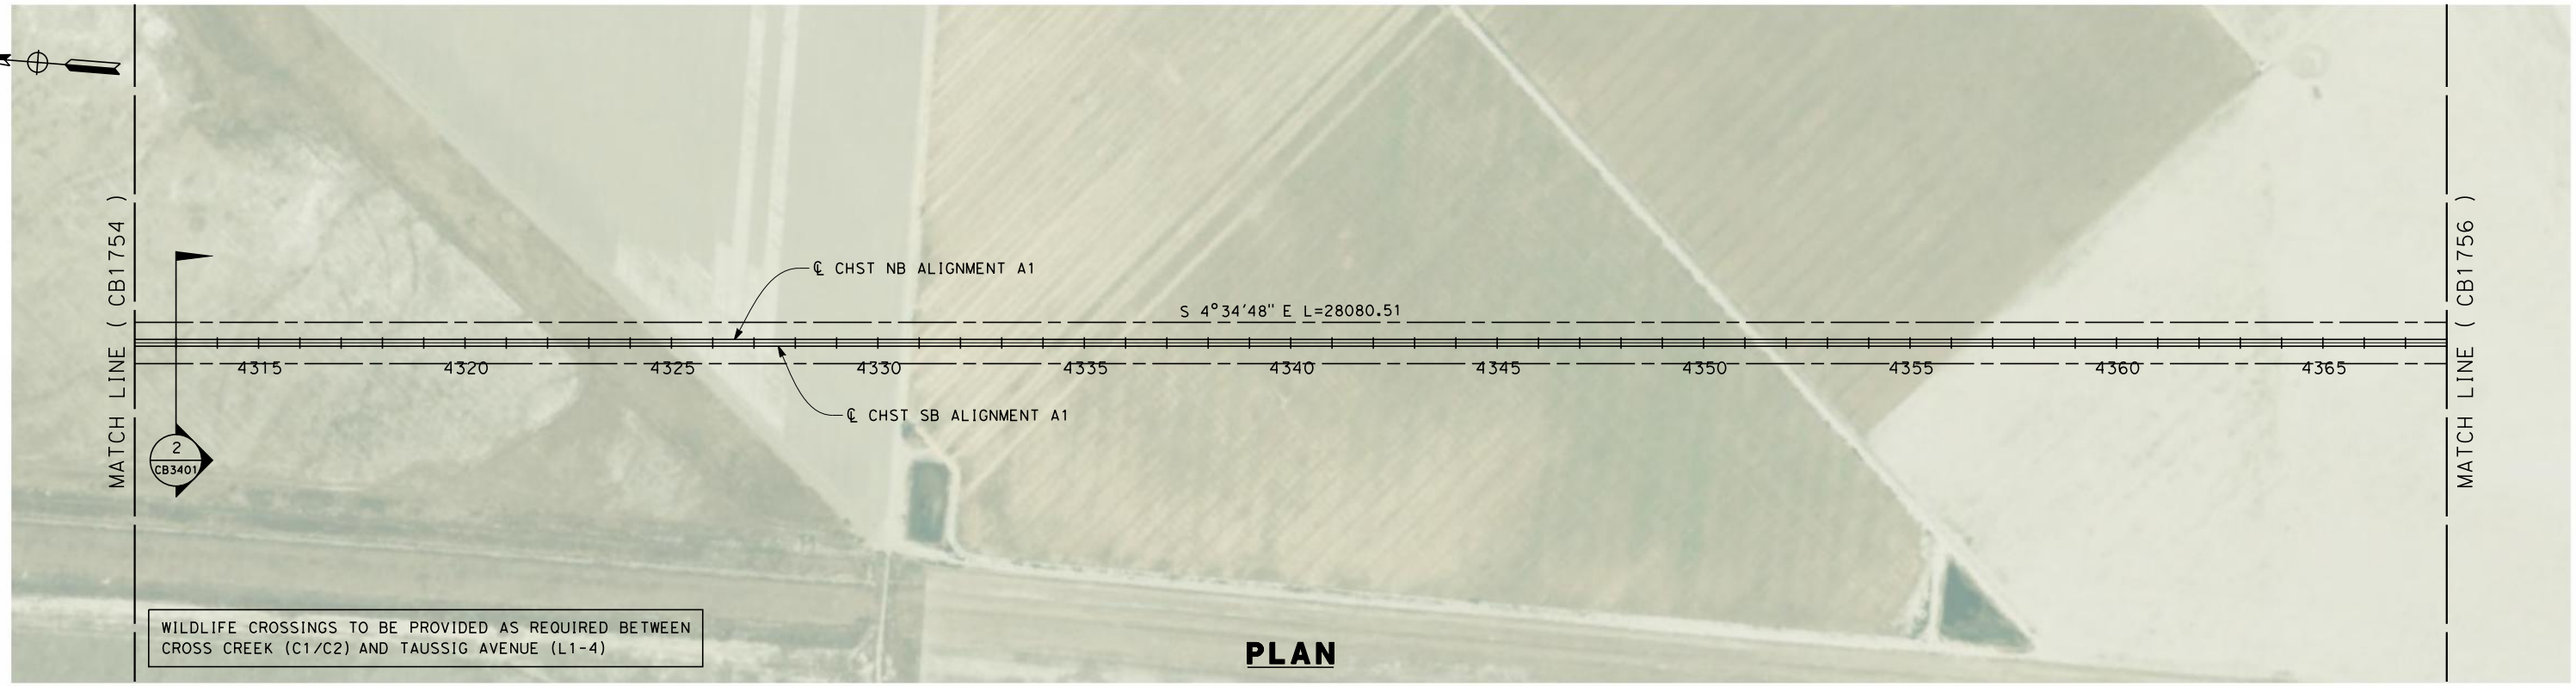 MATCH LINE ( CB1754 )
2
CB3401
℄ CHST NB ALIGNMENT A1
S 4°34'48" E L=28080.51
4315 4320 4325 4330 4335 4340 4345 4350 4355 4360 4365
℄ CHST SB ALIGNMENT A1
MATCH LINE ( CB1756 )
WILDLIFE CROSSINGS TO BE PROVIDED AS REQUIRED BETWEEN
CROSS CREEK (C1/C2) AND TAUSSIG AVENUE (L1-4)
PLAN